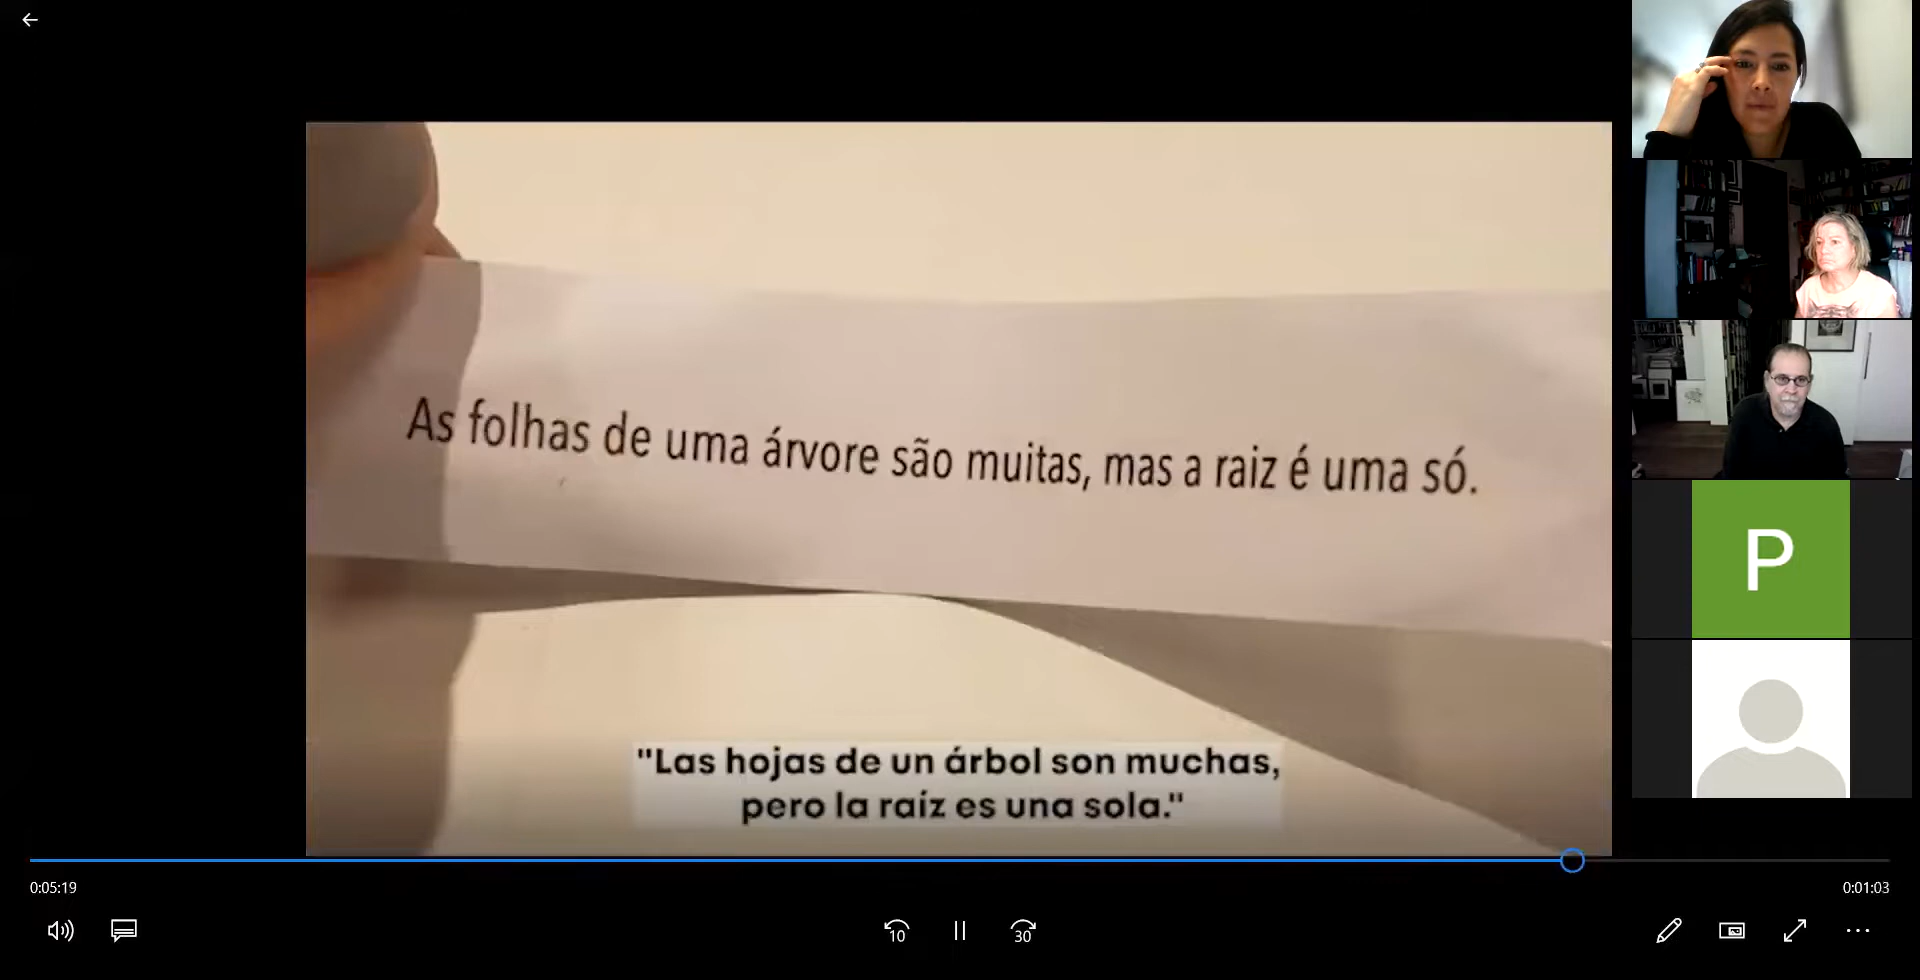 As folhas de uma árvore são muitas, mas a raiz é uma só.
"Las hojas de un árbol son muchas,
pero la raíz es una sola."
P
0:05:19
0:01:03
10
30